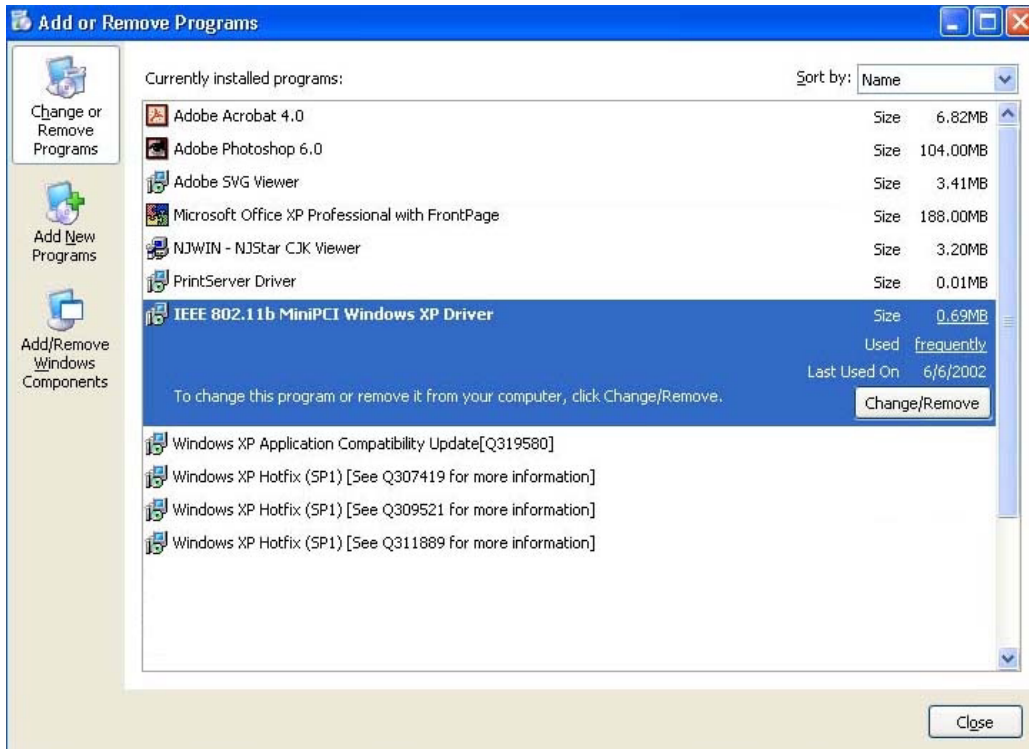 Add or Remove Programs
Change or
Remove
Programs
Add New
Programs
Add/Remove
Windows
Components
Currently installed programs:
Sort by: Name
Adobe Acrobat 4.0 Size 6.82MB
Adobe Photoshop 6.0 Size 104.00MB
Adobe SVG Viewer Size 3.41MB
Microsoft Office XP Professional with FrontPage Size 188.00MB
NJWIN - NJStar CJK Viewer Size 3.20MB
PrintServer Driver Size 0.01MB
IEEE 802.11b MiniPCI Windows XP Driver Size 0.69MB
Used frequently
Last Used On 6/6/2002
To change this program or remove it from your computer, click Change/Remove. Change/Remove
Windows XP Application Compatibility Update[Q319580]
Windows XP Hotfix (SP1) [See Q307419 for more information]
Windows XP Hotfix (SP1) [See Q309521 for more information]
Windows XP Hotfix (SP1) [See Q311889 for more information]
Close